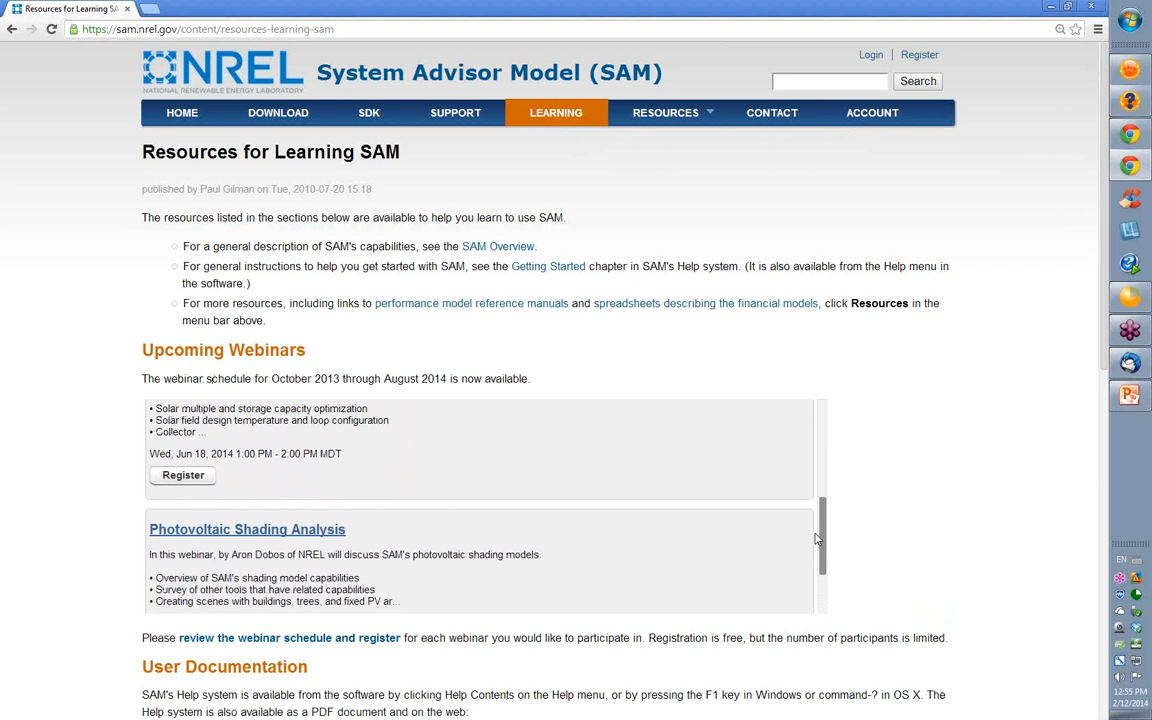 Resources for Learning SA
https://sam.nrel.gov/content/resources-learning-sam
Login | Register
NREL System Advisor Model (SAM)
NATIONAL RENEWABLE ENERGY LABORATORY
Search
HOME DOWNLOAD SDK SUPPORT LEARNING RESOURCES CONTACT ACCOUNT
Resources for Learning SAM
published by Paul Gilman on Tue, 2010-07-20 15:18
The resources listed in the sections below are available to help you learn to use SAM.
For a general description of SAM's capabilities, see the SAM Overview.
For general instructions to help you get started with SAM, see the Getting Started chapter in SAM's Help system. (It is also available from the Help menu in
the software.)
For more resources, including links to performance model reference manuals and spreadsheets describing the financial models, click Resources in the
menu bar above.
Upcoming Webinars
The webinar schedule for October 2013 through August 2014 is now available.
• Solar multiple and storage capacity optimization
• Solar field design temperature and loop configuration
• Collector ...
Wed, Jun 18, 2014 1:00 PM - 2:00 PM MDT
Register
Photovoltaic Shading Analysis
In this webinar, by Aron Dobos of NREL will discuss SAM's photovoltaic shading models.
• Overview of SAM's shading model capabilities
• Survey of other tools that have related capabilities
• Creating scenes with buildings, trees, and fixed PV ar...
Please review the webinar schedule and register for each webinar you would like to participate in. Registration is free, but the number of participants is limited.
User Documentation
SAM's Help system is available from the software by clicking Help Contents on the Help menu, or by pressing the F1 key in Windows or command-? in OS X. The
Help system is also available as a PDF document and on the web:
EN
12:55 PM
2/12/2014